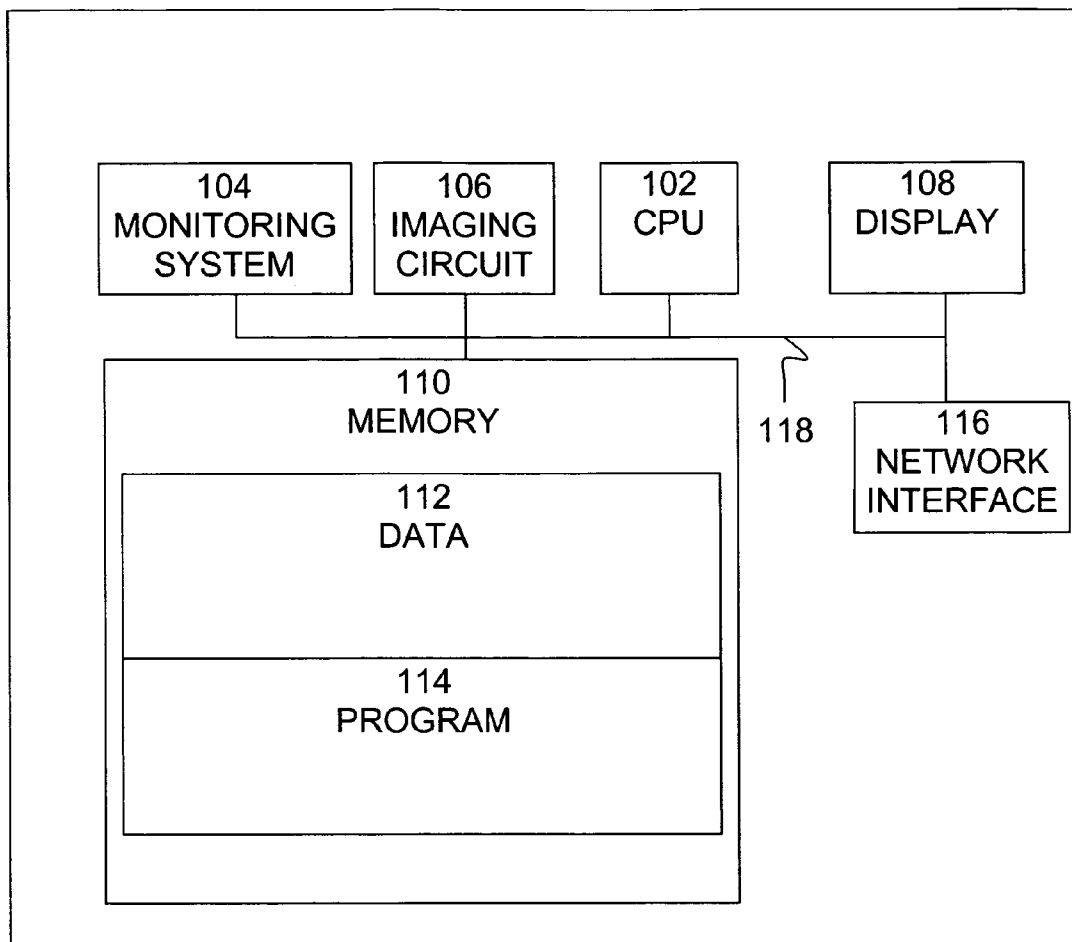 104
MONITORING
SYSTEM
106
IMAGING
CIRCUIT
102
CPU
108
DISPLAY
110
MEMORY
118
116
NETWORK
INTERFACE
112
DATA
114
PROGRAM